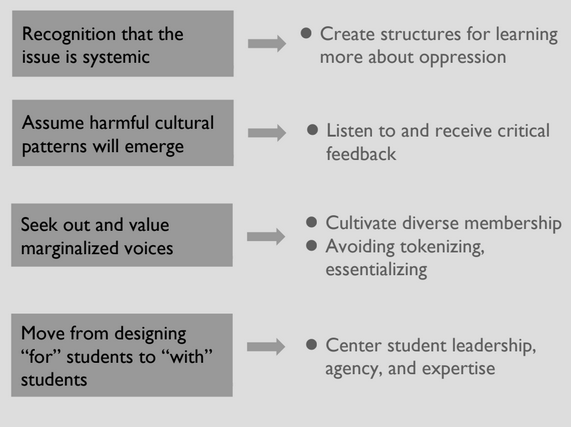 Recognition that the
issue is systemic
● Create structures for learning
more about oppression
Assume harmful cultural
patterns will emerge
● Listen to and receive critical
feedback
Seek out and value
marginalized voices
● Cultivate diverse membership
● Avoiding tokenizing,
essentializing
Move from designing
“for” students to “with”
students
● Center student leadership,
agency, and expertise